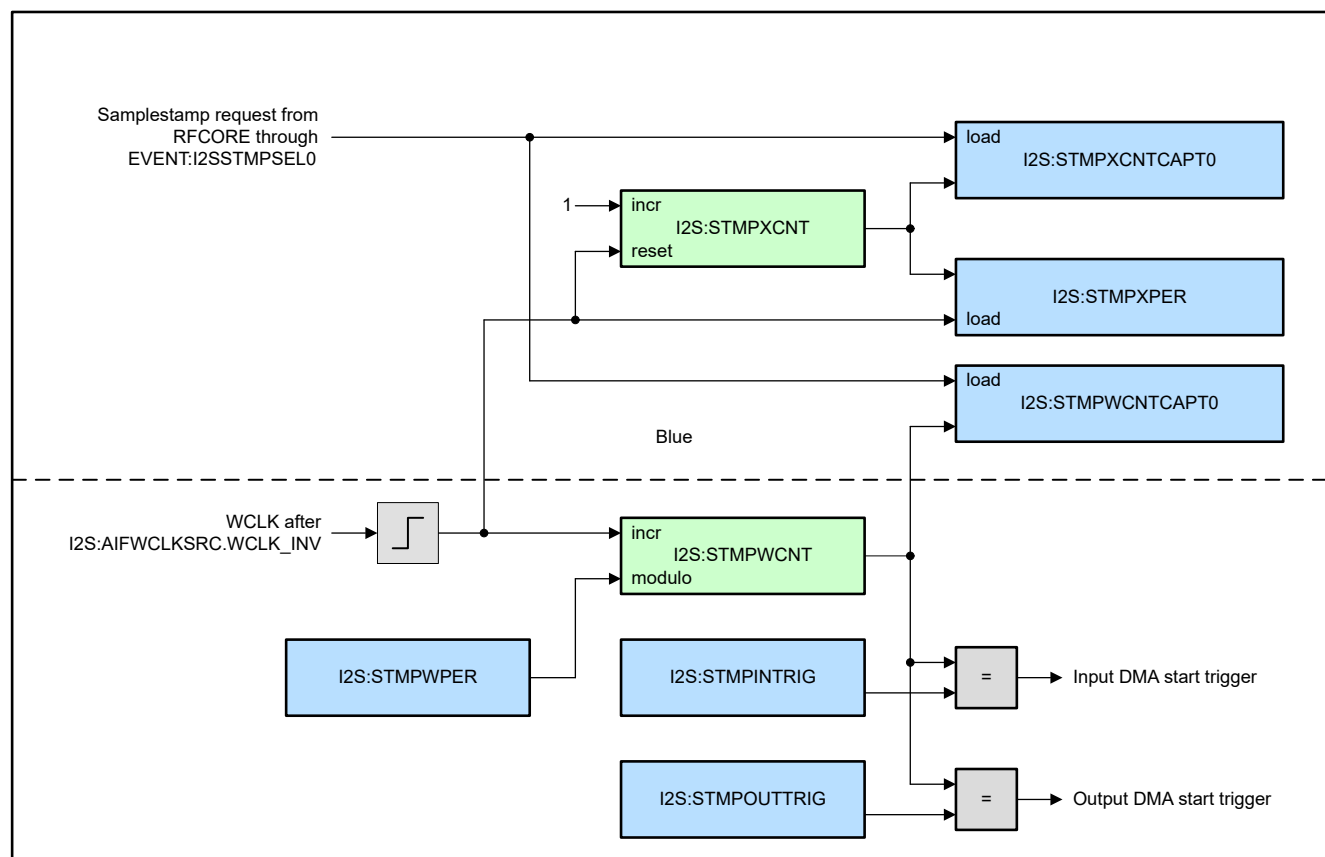 Samplestamp request from
RFCORE through
EVENT:I2SSTMPSEL0
load
I2S:STMPXCNTCAPT0
1
incr
I2S:STMPXCNT
reset
I2S:STMPXPER
load
load
I2S:STMPWCNTCAPT0
Blue
WCLK after
I2S:AIFWCLKSRC.WCLK_INV
incr
I2S:STMPWCNT
modulo
I2S:STMPWPER
I2S:STMPINTRIG
=
Input DMA start trigger
I2S:STMPOUTTRIG
=
Output DMA start trigger